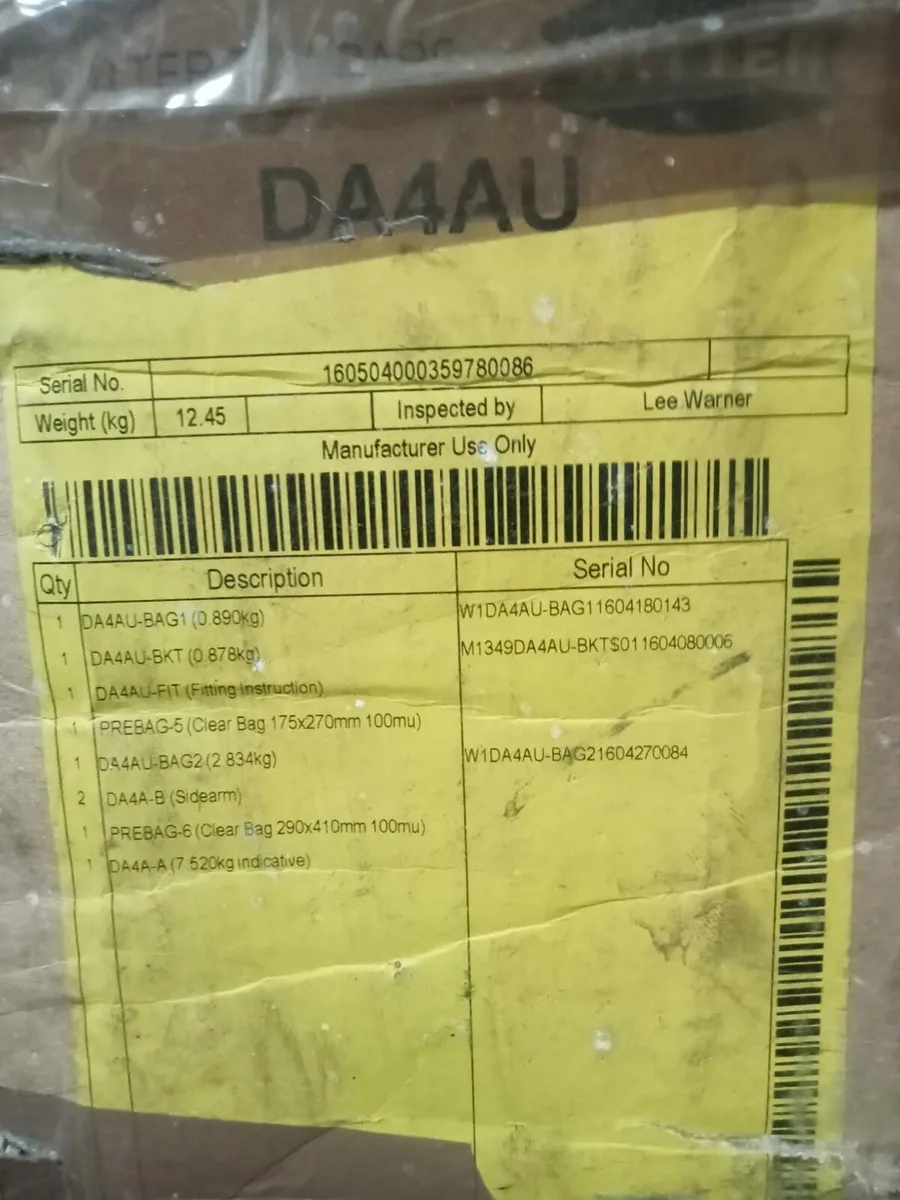 DA4AU
Serial No. 160504000359780086
Weight (kg) 12.45 Inspected by Lee Warner
Manufacturer Use Only
Qty Description Serial No
1 DA4AU-BAG1 (0.890kg) W1DA4AU-BAG11604180143
1 DA4AU-BKT (0.878kg) M1349DA4AU-BKT$011604080006
1 DA4AU-FIT (Fitting Instruction)
1 PREBAG-5 (Clear Bag 175x270mm 100mu)
1 DA4AU-BAG2 (2.834kg) W1DA4AU-BAG21604270084
2 DA4A-B (Sidearm)
1 PREBAG-6 (Clear Bag 290x410mm 100mu)
1 DA4A-A (7.520kg indicative)